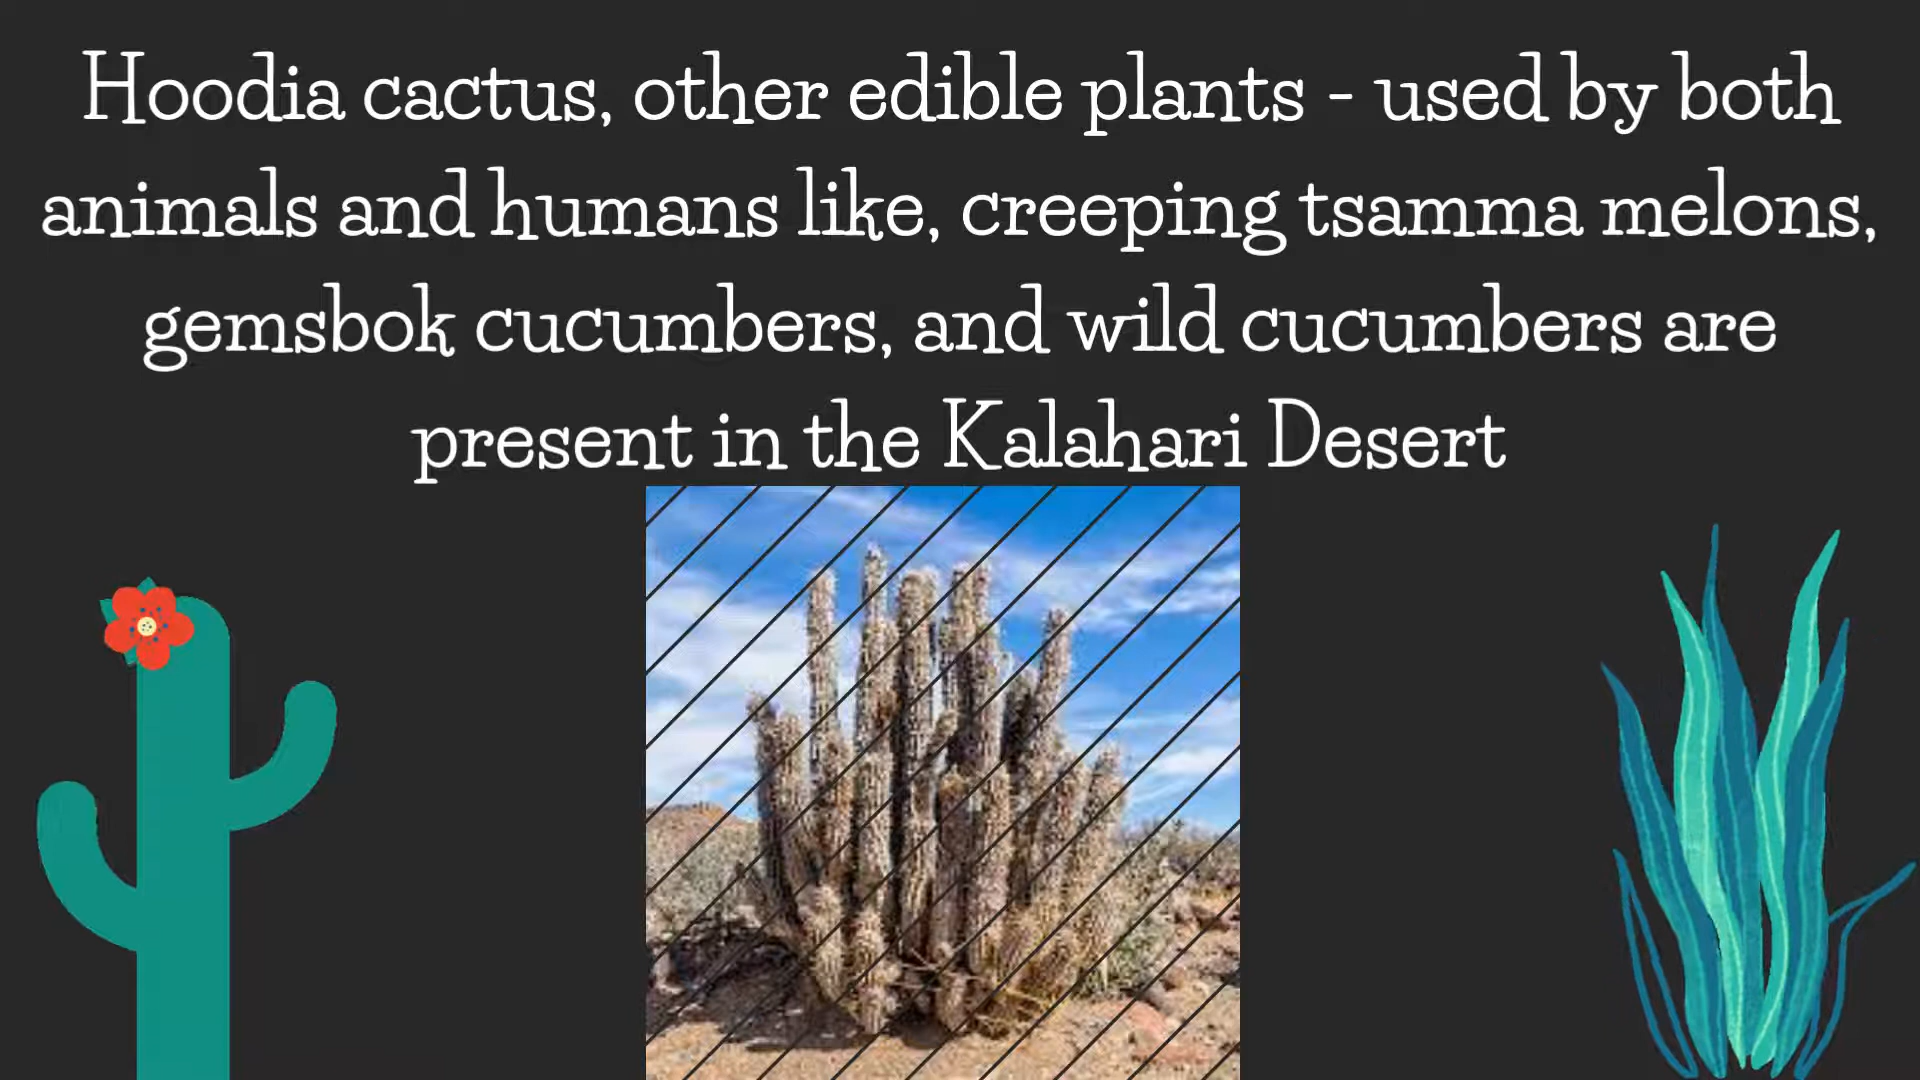 Hoodia cactus, other edible plants - used by both
animals and humans like, creeping tsamma melons,
gemsbok cucumbers, and wild cucumbers are
present in the Kalahari Desert